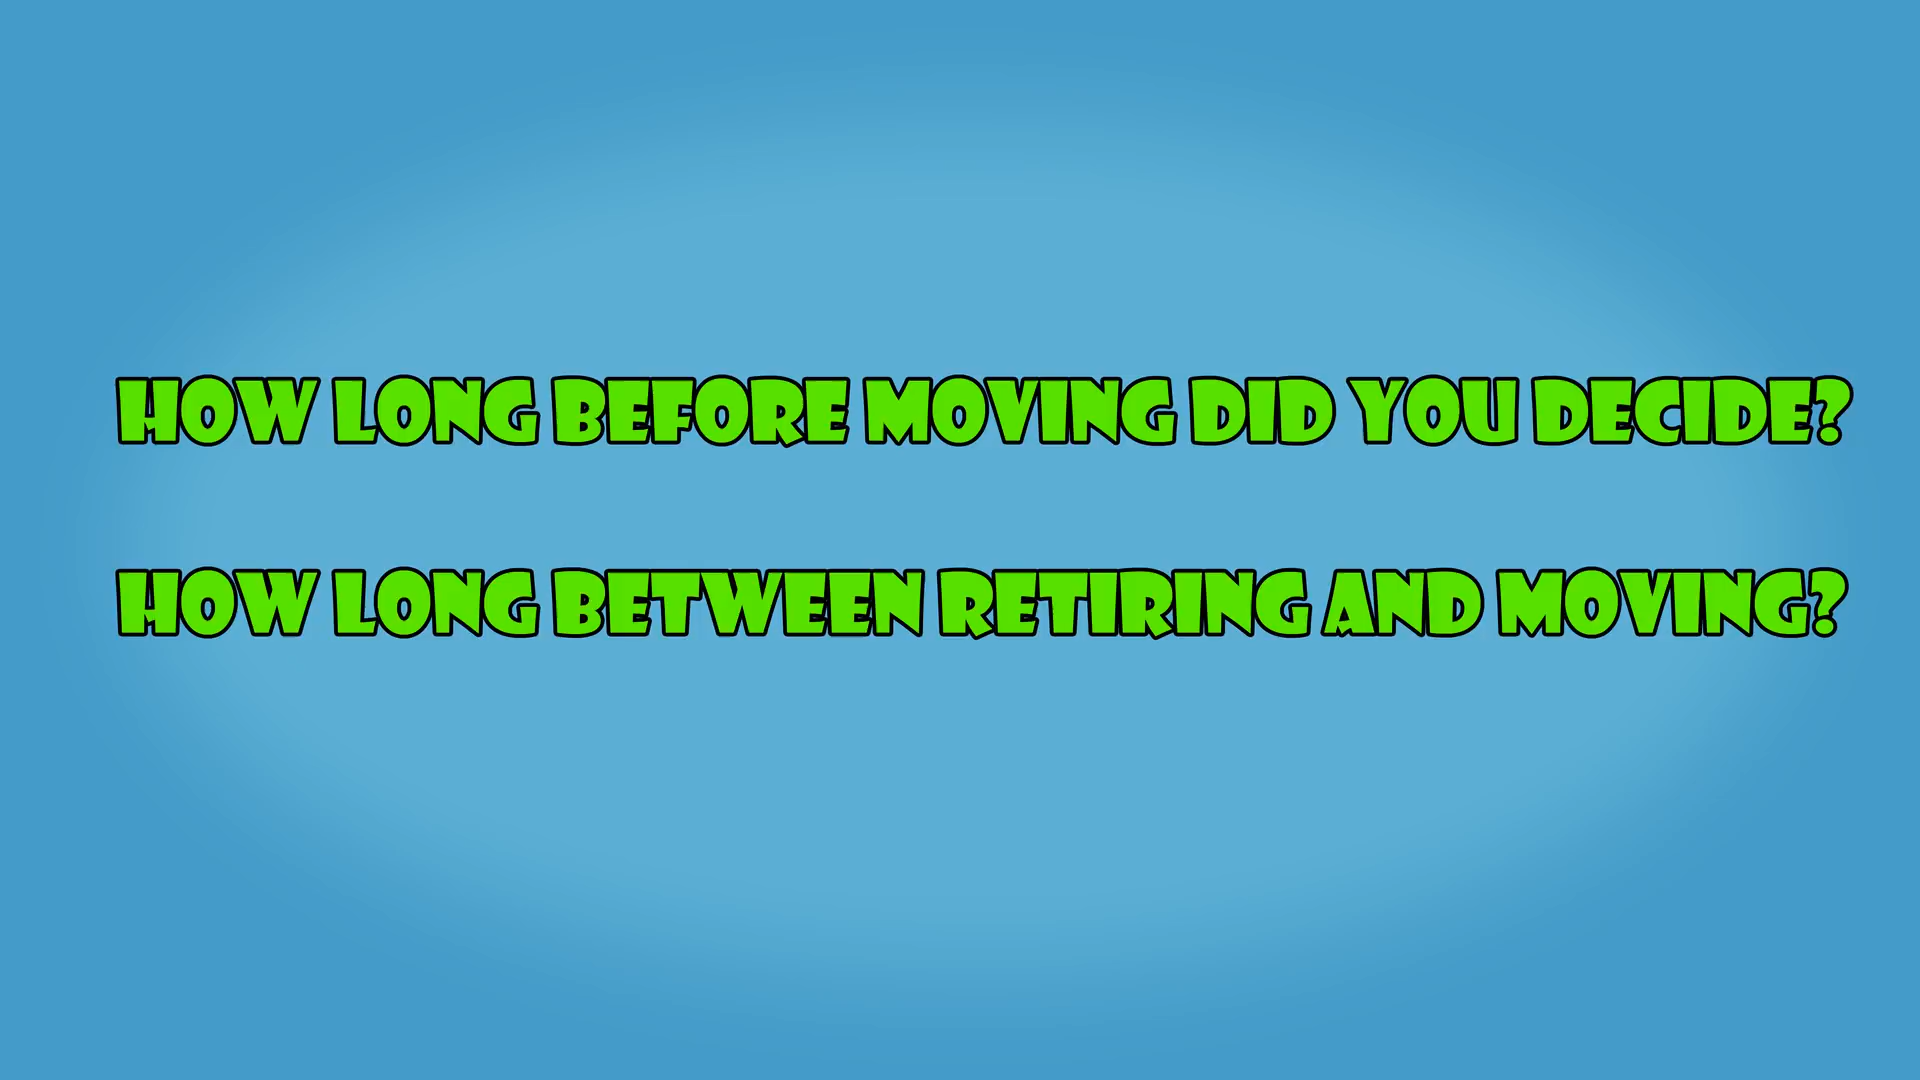 HOW LONG BEFORE MOVING DID YOU DECIDE?
HOW LONG BETWEEN RETIRING AND MOVING?